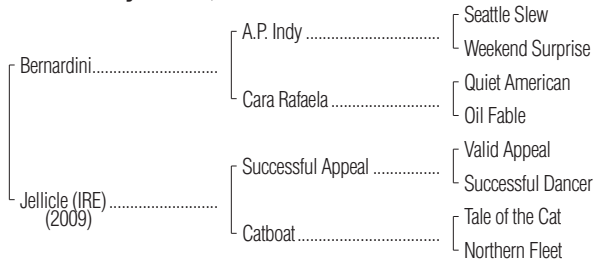 Seattle Slew
A.P. Indy ..............................
Weekend Surprise
Bernardini............................
Quiet American
Cara Rafaela ........................
Oil Fable
Valid Appeal
Successful Appeal ...............
Successful Dancer
Jellicle (IRE) ........................
(2009)
Tale of the Cat
Catboat................................
Northern Fleet